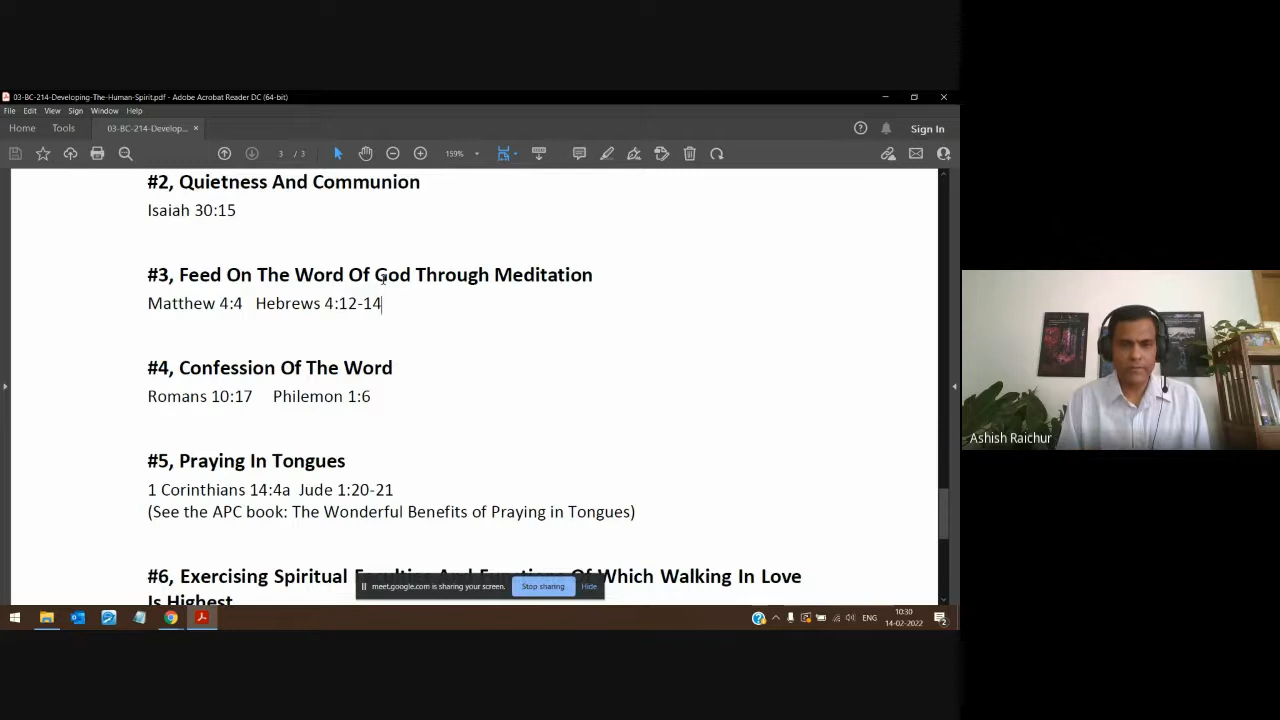 03-BC-214-Developing-The-Human-Spirit.pdf - Adobe Acrobat Reader DC (64-bit)
File Edit View Sign Window Help
Home Tools 03-BC-214-Develop... × Sign In
3 / 3 159%
#2, Quietness And Communion
Isaiah 30:15
#3, Feed On The Word Of God Through Meditation
Matthew 4:4 Hebrews 4:12-14
#4, Confession Of The Word
Romans 10:17 Philemon 1:6
#5, Praying In Tongues
1 Corinthians 14:4a Jude 1:20-21
(See the APC book: The Wonderful Benefits of Praying in Tongues)
#6, Exercising Spiritual Faculties And Functions Of Which Walking In Love
Is Highest
meet.google.com is sharing your screen. Stop sharing Hide
Ashish Raichur
ENG 10:30
14-02-2022
2